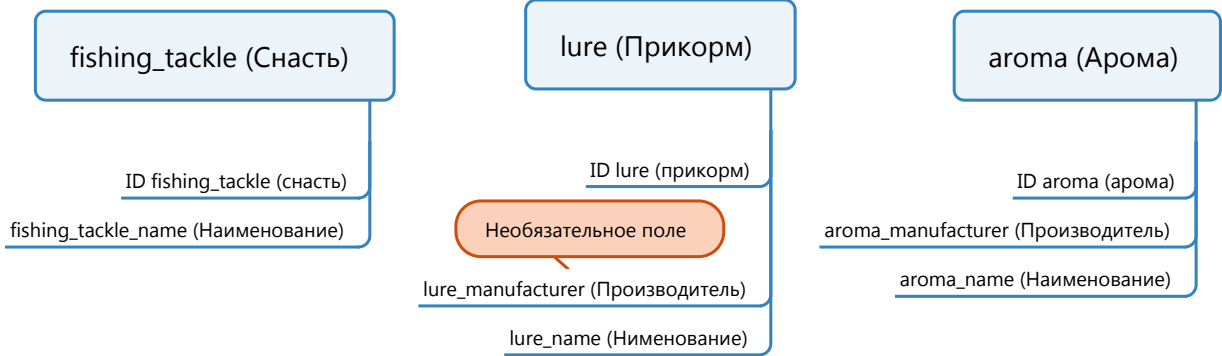 fishing_tackle (Снасть)
ID fishing_tackle (снасть)
fishing_tackle_name (Наименование)
lure (Прикорм)
ID lure (прикорм)
Необязательное поле
lure_manufacturer (Производитель)
lure_name (Нименование)
aroma (Арома)
ID aroma (арома)
aroma_manufacturer (Производитель)
aroma_name (Наименование)